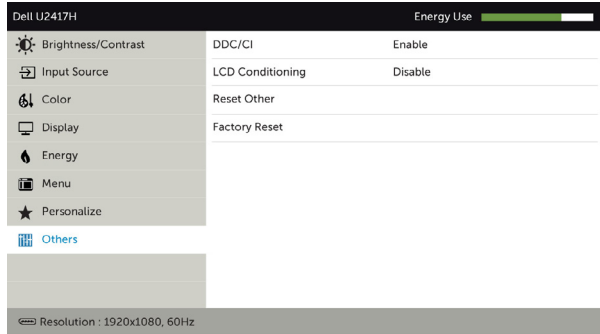 Dell U2417H Energy Use
Brightness/Contrast
Input Source
Color
Display
Energy
Menu
Personalize
Others
DDC/CI Enable
LCD Conditioning Disable
Reset Other
Factory Reset
Resolution : 1920x1080, 60Hz